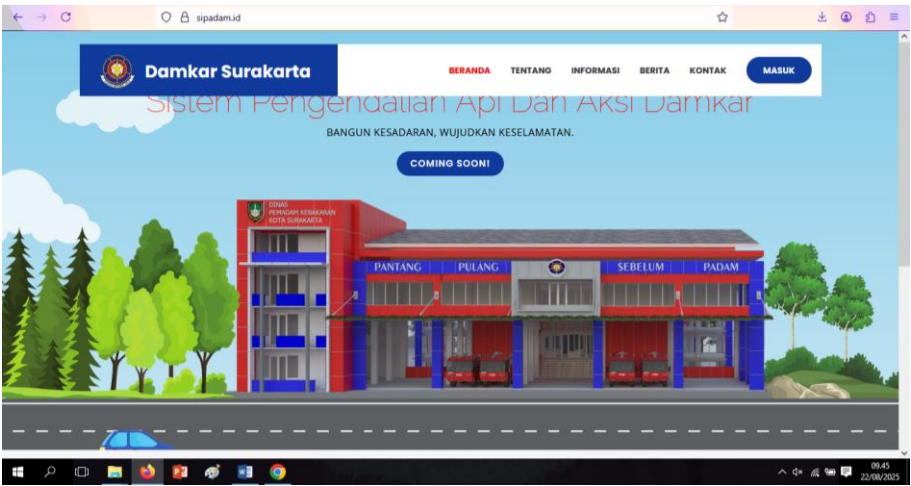 sipadam.id
Damkar Surakarta
BERANDA TENTANG INFORMASI BERITA KONTAK MASUK
Sistem Pengendalian Api Dan Aksi Damkar
BANGUN KESADARAN, WUJUDKAN KESELAMATAN.
COMING SOON!
DINAS
PEMADAM KEBAKARAN
KOTA SURAKARTA
PANTANG PULANG SEBELUM PADAM
09.45
22/08/2025